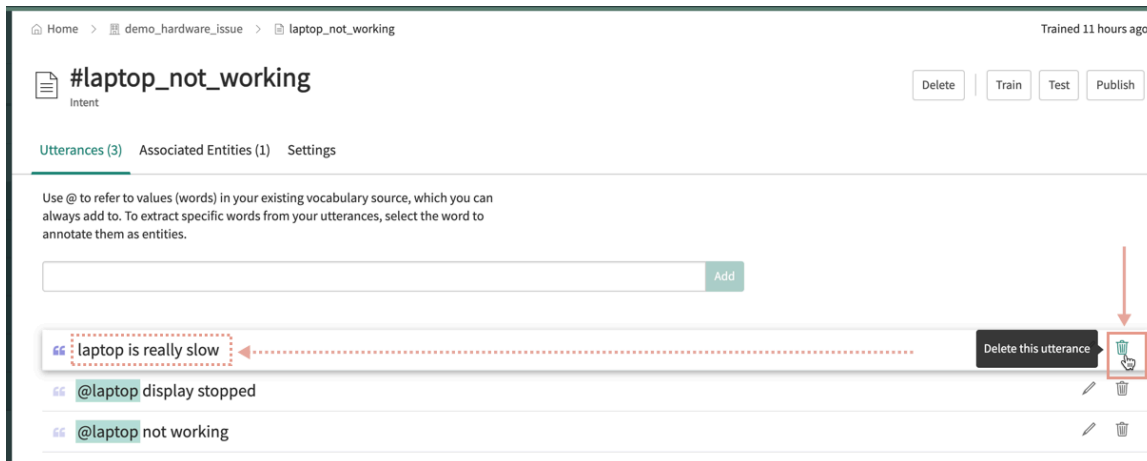 Home > demo_hardware_issue > laptop_not_working
Trained 11 hours ago
#laptop_not_working
Intent
Delete
Train
Test
Publish
Utterances (3)
Associated Entities (1)
Settings
Use @ to refer to values (words) in your existing vocabulary source, which you can
always add to. To extract specific words from your utterances, select the word to
annotate them as entities.
Add
laptop is really slow
Delete this utterance
@laptop display stopped
@laptop not working